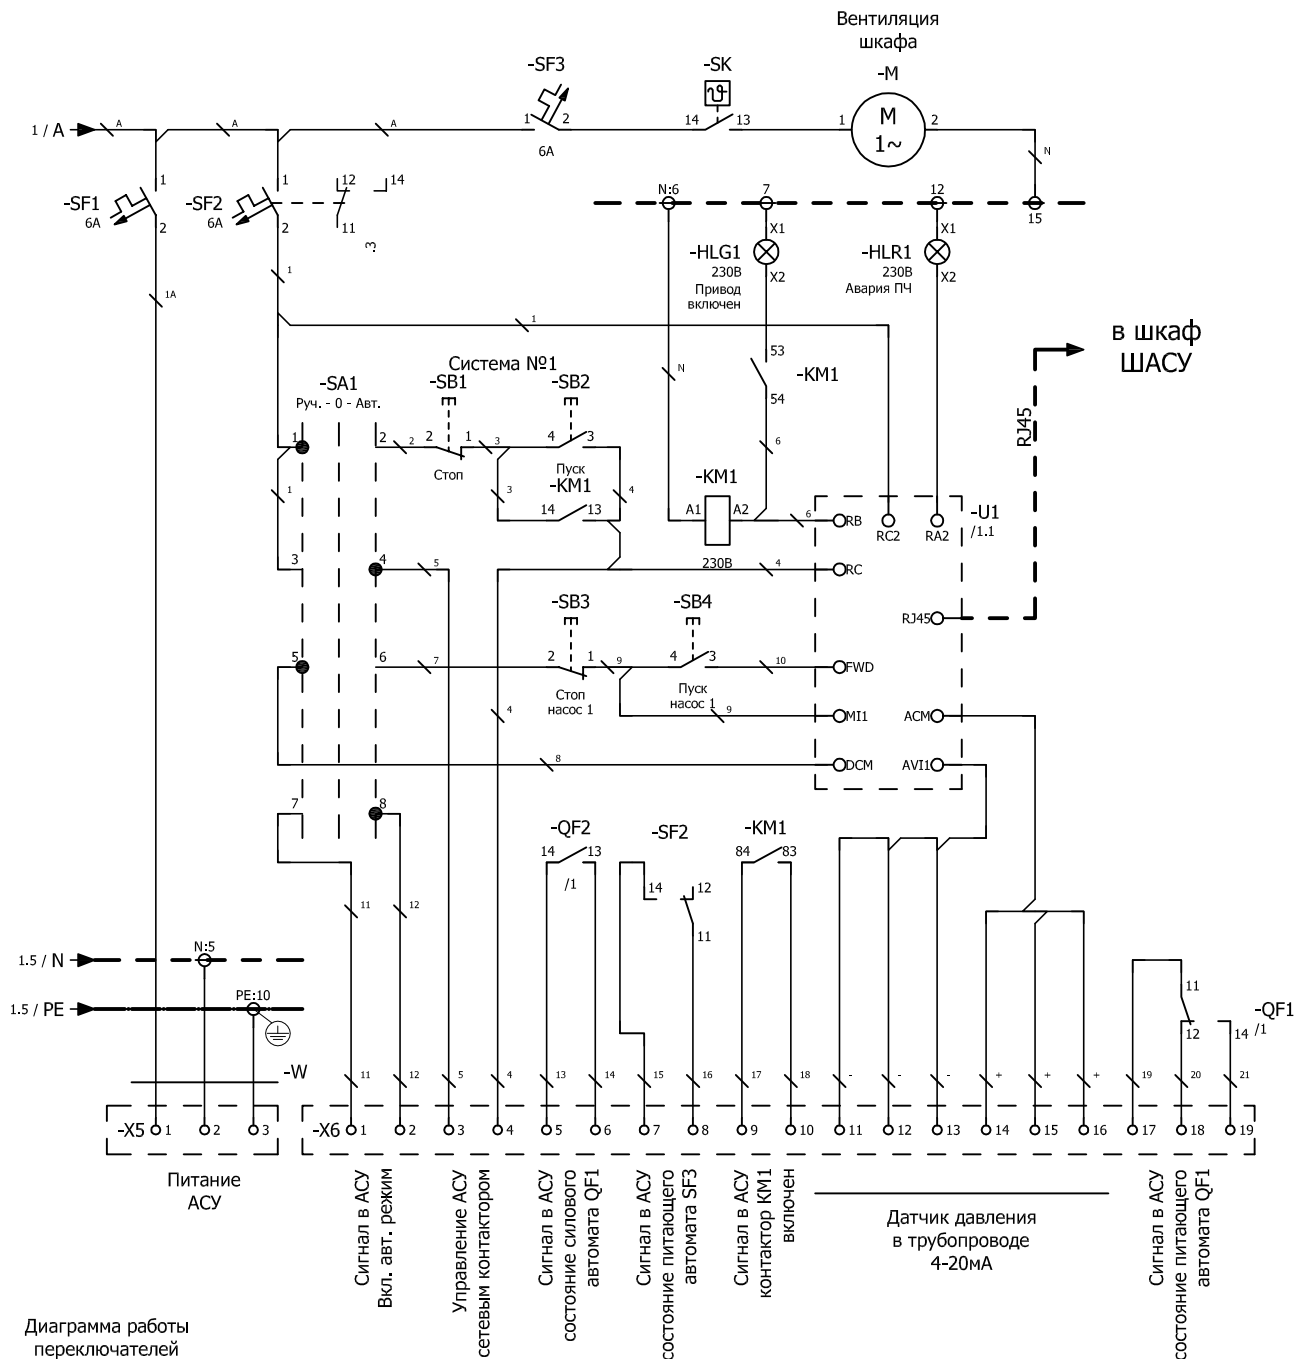 Вентиляция
шкафа
-SF3
-SK
-M
1 / A
A
A
A
1
2
6А
14
13
1
M
1~
2
N
-SF1
6А
1
2
-SF2
6А
1
2
12
14
11
.3
N:6
7
12
15
X1
-HLG1
230В
Привод
включен
X2
X1
-HLR1
230В
Авария ПЧ
X2
1
1А
1
в шкаф
ШАСУ
RJ45
Система №1
-SA1
Руч. - 0 - Авт.
-SB1
-SB2
N
53
-KM1
54
1
2
2
2
1
3
4
3
Стоп
Пуск
6
1
3
-KM1
14
13
4
-KM1
A1
A2
230В
6
RB
RC2
RA2
-U1
/1.1
3
4
5
4
RC
RJ45
-SB3
-SB4
5
6
7
2
1
9
4
3
10
FWD
Стоп
насос 1
Пуск
насос 1
4
9
MI1
ACM
8
DCM
AVI1
7
8
-QF2
14
13
/1
-SF2
14
12
11
-KM1
84
83
11
12
1.5 / N
N:5
1.5 / PE
PE:10
11
12
14
-QF1
/1
-W
11
12
5
4
13
14
15
16
17
18
-
-
-
+
+
+
19
20
21
-X5
1
2
3
-X6
1
2
3
4
5
6
7
8
9
10
11
12
13
14
15
16
17
18
19
Питание
АСУ
Сигнал в АСУ
Вкл. авт. режим
Управление АСУ
сетевым контактором
Сигнал в АСУ
состояние силового
автомата QF1
Сигнал в АСУ
состояние питающего
автомата SF3
Сигнал в АСУ
контактор KM1
включен
Датчик давления
в трубопроводе
4-20мА
Сигнал в АСУ
состояние питающего
автомата QF1
Диаграмма работы
переключателей